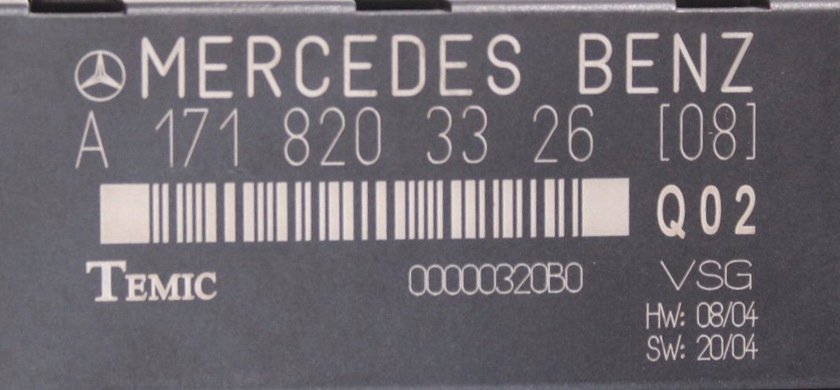 MERCEDES BENZ
A 171 820 33 26 [08]
Q02
TEMIC 00000320B0 VSG
HW: 08/04
SW: 20/04